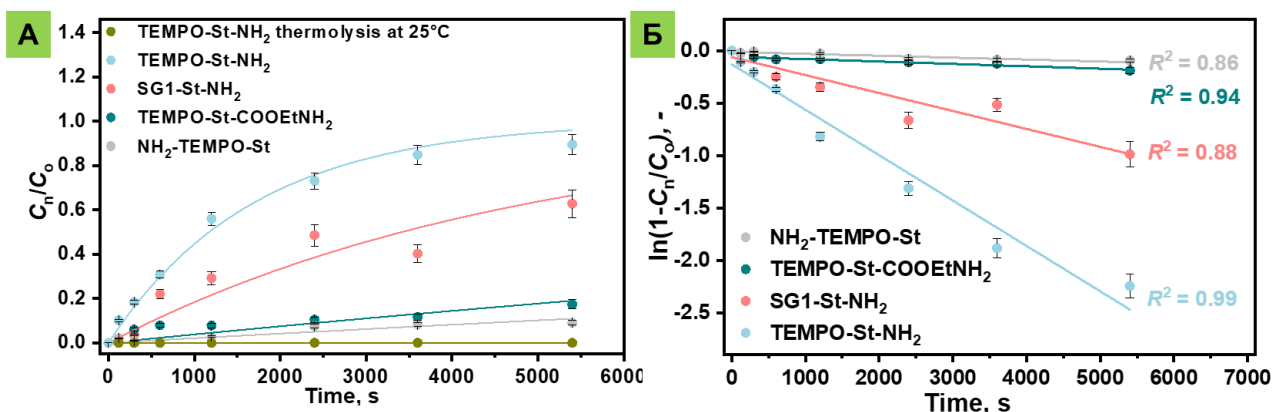 А
TEMPO-St-NH₂ thermolysis at 25°C
TEMPO-St-NH₂
SG1-St-NH₂
TEMPO-St-COOEtNH₂
NH₂-TEMPO-St
Cₙ/Cₒ
1.4
1.2
1.0
0.8
0.6
0.4
0.2
0.0
0 1000 2000 3000 4000 5000 6000
Time, s
Б
R² = 0.86
R² = 0.94
R² = 0.88
R² = 0.99
NH₂-TEMPO-St
TEMPO-St-COOEtNH₂
SG1-St-NH₂
TEMPO-St-NH₂
ln(1-Cₙ/Cₒ), -
0.0
-0.5
-1.0
-1.5
-2.0
-2.5
0 1000 2000 3000 4000 5000 6000 7000
Time, s